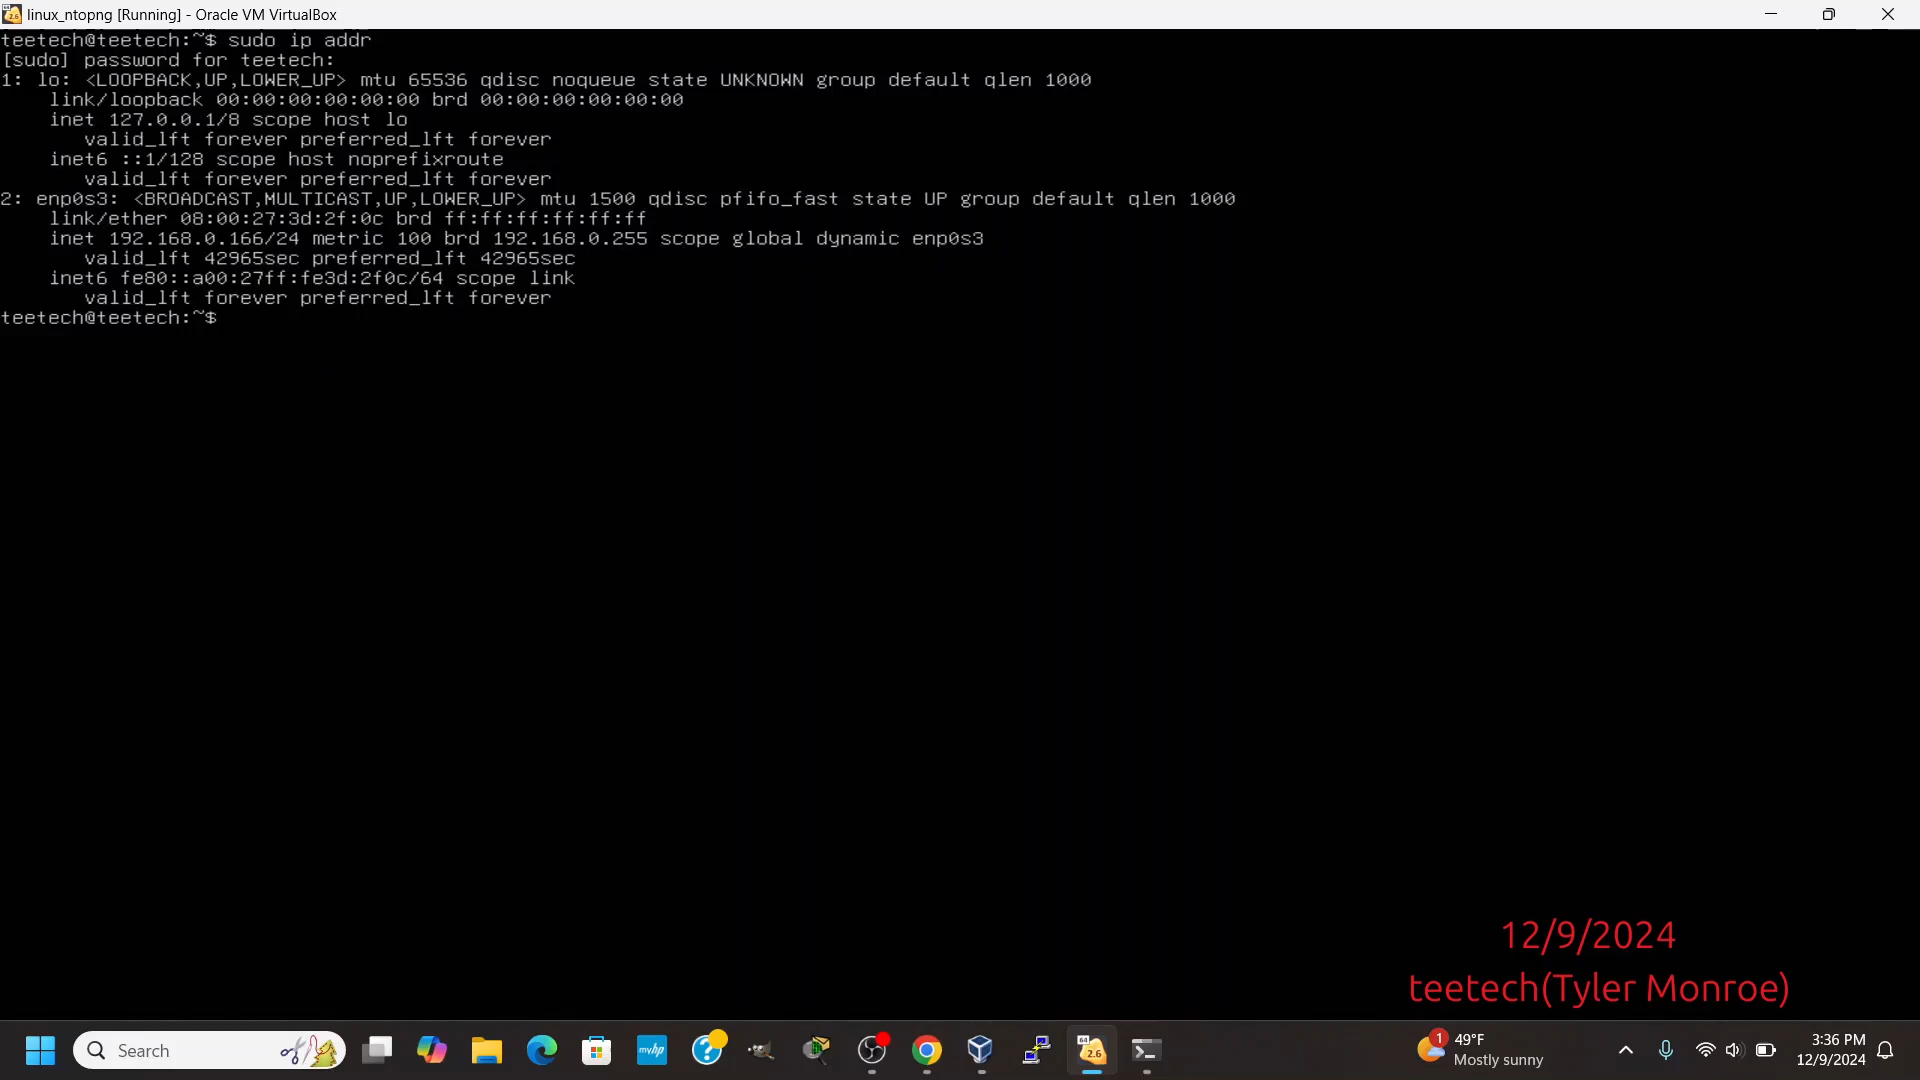 linux_ntopng [Running] - Oracle VM VirtualBox
teetech@teetech:~$ sudo ip addr
[sudo] password for teetech:
1: lo: <LOOPBACK,UP,LOWER_UP> mtu 65536 qdisc noqueue state UNKNOWN group default qlen 1000
    link/loopback 00:00:00:00:00:00 brd 00:00:00:00:00:00
    inet 127.0.0.1/8 scope host lo
       valid_lft forever preferred_lft forever
    inet6 ::1/128 scope host noprefixroute
       valid_lft forever preferred_lft forever
2: enp0s3: <BROADCAST,MULTICAST,UP,LOWER_UP> mtu 1500 qdisc pfifo_fast state UP group default qlen 1000
    link/ether 08:00:27:3d:2f:0c brd ff:ff:ff:ff:ff:ff
    inet 192.168.0.166/24 metric 100 brd 192.168.0.255 scope global dynamic enp0s3
       valid_lft 42965sec preferred_lft 42965sec
    inet6 fe80::a00:27ff:fe3d:2f0c/64 scope link
       valid_lft forever preferred_lft forever
teetech@teetech:~$
12/9/2024
teetech(Tyler Monroe)
Search
myhp
64
2.6
1
49°F
Mostly sunny
3:36 PM
12/9/2024